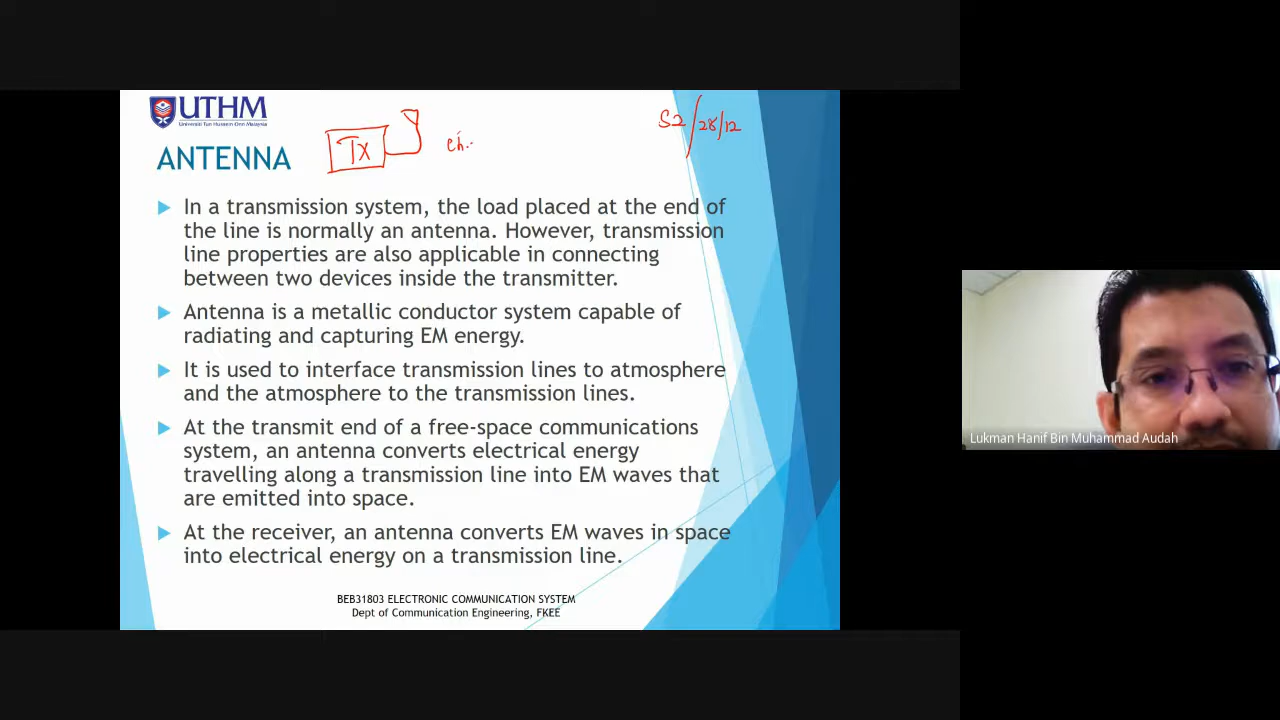 UTHM
Universiti Tun Hussein Onn Malaysia
Tx
ch.
S2/28/12
ANTENNA
In a transmission system, the load placed at the end of
the line is normally an antenna. However, transmission
line properties are also applicable in connecting
between two devices inside the transmitter.
Antenna is a metallic conductor system capable of
radiating and capturing EM energy.
It is used to interface transmission lines to atmosphere
and the atmosphere to the transmission lines.
At the transmit end of a free-space communications
system, an antenna converts electrical energy
travelling along a transmission line into EM waves that
are emitted into space.
At the receiver, an antenna converts EM waves in space
into electrical energy on a transmission line.
BEB31803 ELECTRONIC COMMUNICATION SYSTEM
Dept of Communication Engineering, FKEE
Lukman Hanif Bin Muhammad Audah